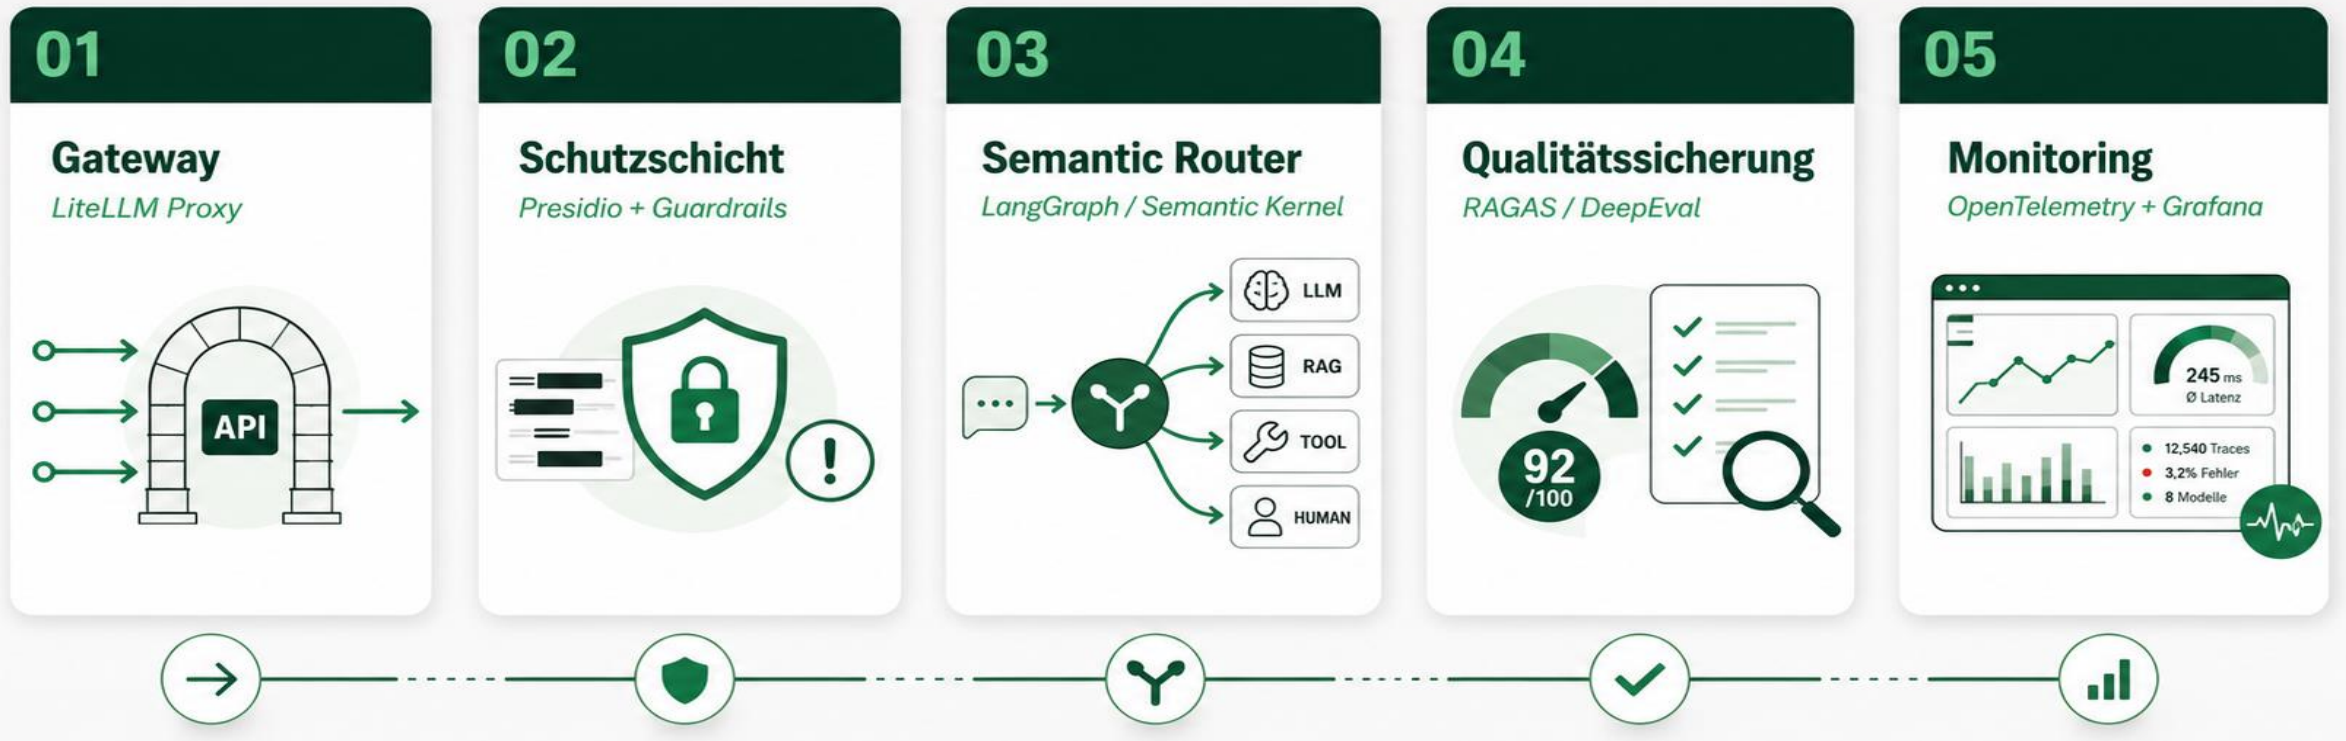 01
Gateway
LiteLLM Proxy
API
02
Schutzschicht
Presidio + Guardrails
!
03
Semantic Router
LangGraph / Semantic Kernel
LLM
RAG
TOOL
HUMAN
04
Qualitätssicherung
RAGAS / DeepEval
92
/100
05
Monitoring
OpenTelemetry + Grafana
245 ms
Ø Latenz
12,540 Traces
3,2% Fehler
8 Modelle